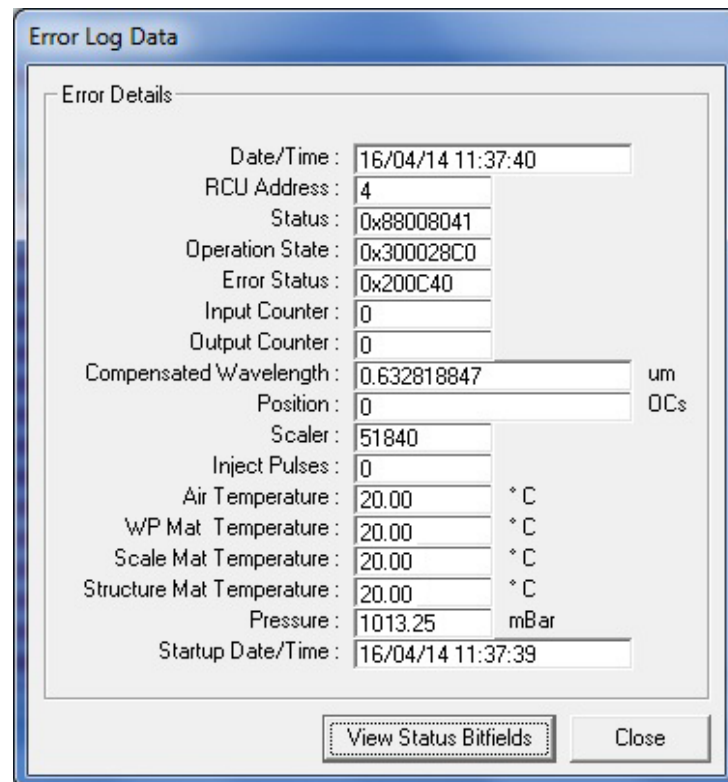 Error Log Data
Error Details
Date/Time : 16/04/14 11:37:40
RCU Address : 4
Status : 0x88008041
Operation State : 0x300028C0
Error Status : 0x200C40
Input Counter : 0
Output Counter : 0
Compensated Wavelength : 0.632818847 um
Position : 0 OCs
Scaler : 51840
Inject Pulses : 0
Air Temperature : 20.00 ° C
WP Mat Temperature : 20.00 ° C
Scale Mat Temperature : 20.00 ° C
Structure Mat Temperature : 20.00 ° C
Pressure : 1013.25 mBar
Startup Date/Time : 16/04/14 11:37:39
View Status Bitfields Close